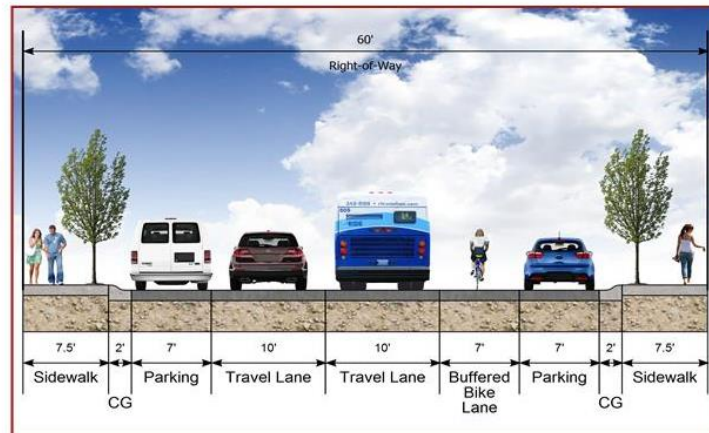 60'
Right-of-Way
7.5' 2' 7' 10' 10' 7' 7' 2' 7.5'
Sidewalk Parking Travel Lane Travel Lane Buffered Bike Lane Parking Sidewalk
CG CG